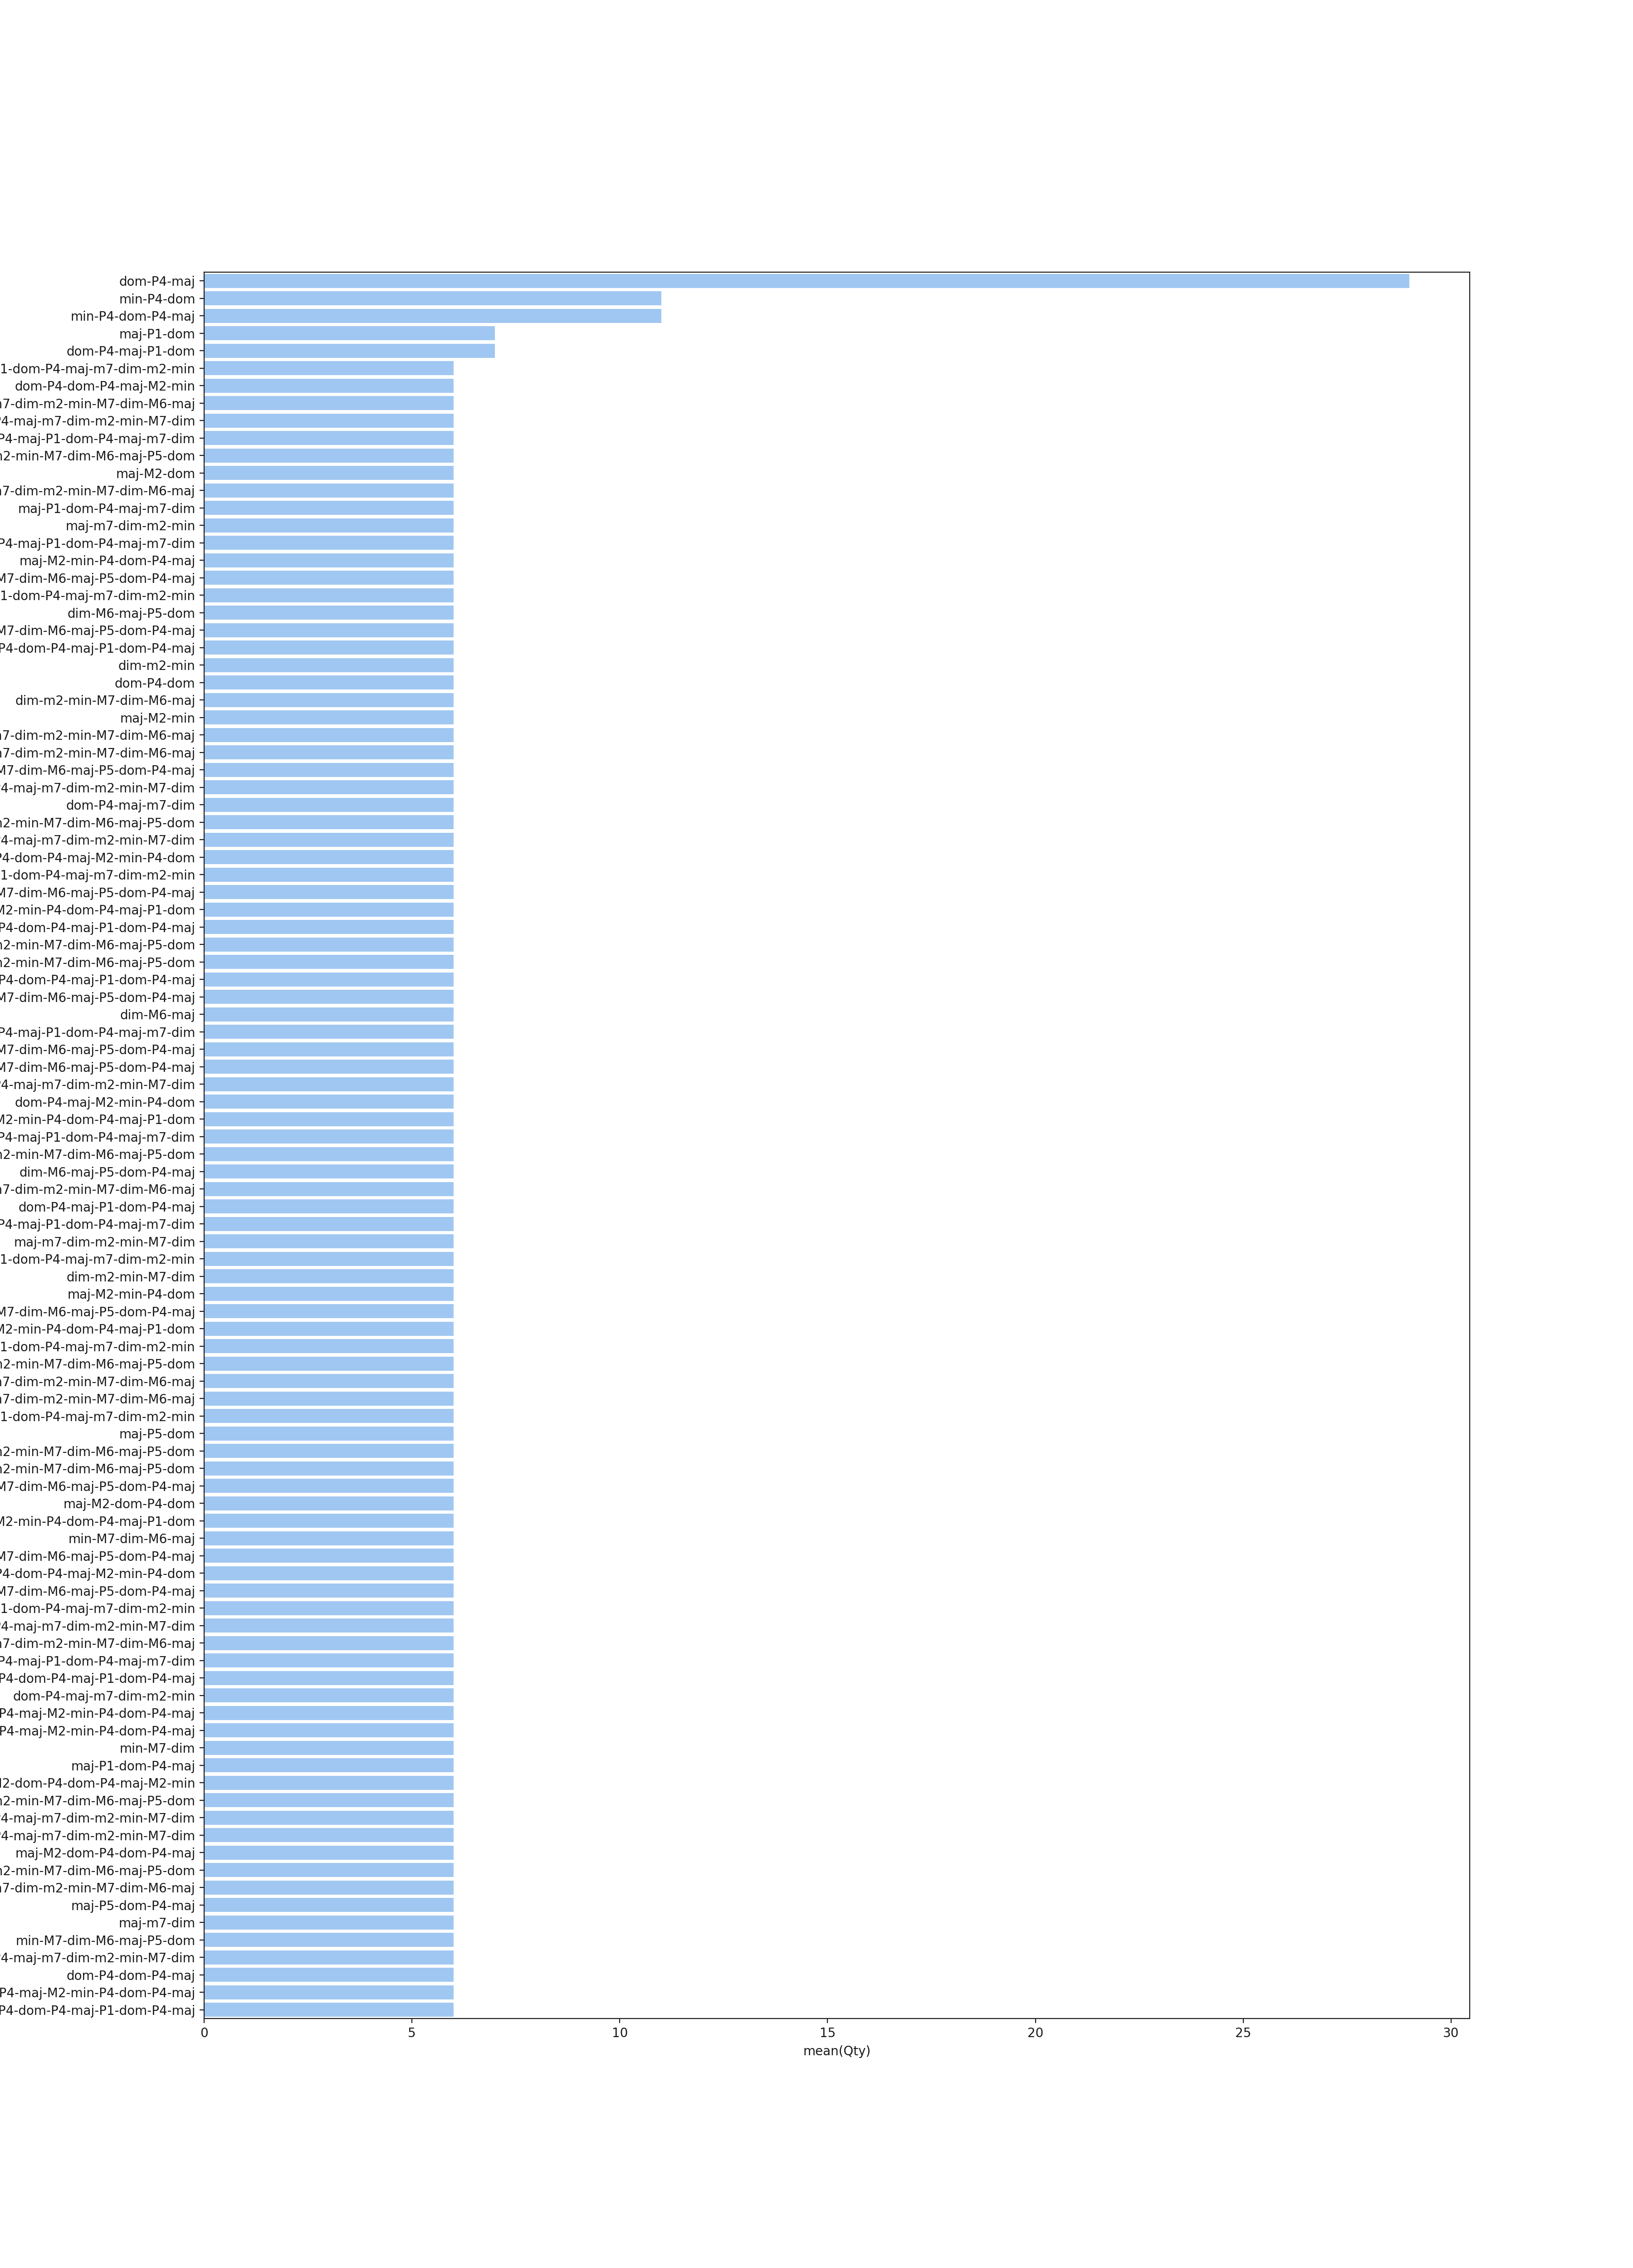 dom-P4-maj
min-P4-dom
min-P4-dom-P4-maj
maj-P1-dom
dom-P4-maj-P1-dom
1-dom-P4-maj-m7-dim-m2-min
dom-P4-dom-P4-maj-M2-min
m7-dim-m2-min-M7-dim-M6-maj
P4-maj-m7-dim-m2-min-M7-dim
P4-maj-P1-dom-P4-maj-m7-dim
m2-min-M7-dim-M6-maj-P5-dom
maj-M2-dom
m7-dim-m2-min-M7-dim-M6-maj
maj-P1-dom-P4-maj-m7-dim
maj-m7-dim-m2-min
P4-maj-P1-dom-P4-maj-m7-dim
maj-M2-min-P4-dom-P4-maj
M7-dim-M6-maj-P5-dom-P4-maj
1-dom-P4-maj-m7-dim-m2-min
dim-M6-maj-P5-dom
M7-dim-M6-maj-P5-dom-P4-maj
P4-dom-P4-maj-P1-dom-P4-maj
dim-m2-min
dom-P4-dom
dim-m2-min-M7-dim-M6-maj
maj-M2-min
m7-dim-m2-min-M7-dim-M6-maj
m7-dim-m2-min-M7-dim-M6-maj
M7-dim-M6-maj-P5-dom-P4-maj
P4-maj-m7-dim-m2-min-M7-dim
dom-P4-maj-m7-dim
m2-min-M7-dim-M6-maj-P5-dom
P4-maj-m7-dim-m2-min-M7-dim
P4-dom-P4-maj-M2-min-P4-dom
1-dom-P4-maj-m7-dim-m2-min
M7-dim-M6-maj-P5-dom-P4-maj
M2-min-P4-dom-P4-maj-P1-dom
P4-dom-P4-maj-P1-dom-P4-maj
m2-min-M7-dim-M6-maj-P5-dom
m2-min-M7-dim-M6-maj-P5-dom
P4-dom-P4-maj-P1-dom-P4-maj
M7-dim-M6-maj-P5-dom-P4-maj
dim-M6-maj
P4-maj-P1-dom-P4-maj-m7-dim
M7-dim-M6-maj-P5-dom-P4-maj
M7-dim-M6-maj-P5-dom-P4-maj
P4-maj-m7-dim-m2-min-M7-dim
dom-P4-maj-M2-min-P4-dom
M2-min-P4-dom-P4-maj-P1-dom
P4-maj-P1-dom-P4-maj-m7-dim
m2-min-M7-dim-M6-maj-P5-dom
dim-M6-maj-P5-dom-P4-maj
m7-dim-m2-min-M7-dim-M6-maj
dom-P4-maj-P1-dom-P4-maj
P4-maj-P1-dom-P4-maj-m7-dim
maj-m7-dim-m2-min-M7-dim
1-dom-P4-maj-m7-dim-m2-min
dim-m2-min-M7-dim
maj-M2-min-P4-dom
M7-dim-M6-maj-P5-dom-P4-maj
M2-min-P4-dom-P4-maj-P1-dom
1-dom-P4-maj-m7-dim-m2-min
m2-min-M7-dim-M6-maj-P5-dom
m7-dim-m2-min-M7-dim-M6-maj
m7-dim-m2-min-M7-dim-M6-maj
1-dom-P4-maj-m7-dim-m2-min
maj-P5-dom
m2-min-M7-dim-M6-maj-P5-dom
m2-min-M7-dim-M6-maj-P5-dom
M7-dim-M6-maj-P5-dom-P4-maj
maj-M2-dom-P4-dom
M2-min-P4-dom-P4-maj-P1-dom
min-M7-dim-M6-maj
M7-dim-M6-maj-P5-dom-P4-maj
P4-dom-P4-maj-M2-min-P4-dom
M7-dim-M6-maj-P5-dom-P4-maj
1-dom-P4-maj-m7-dim-m2-min
P4-maj-m7-dim-m2-min-M7-dim
m7-dim-m2-min-M7-dim-M6-maj
P4-maj-P1-dom-P4-maj-m7-dim
P4-dom-P4-maj-P1-dom-P4-maj
dom-P4-maj-m7-dim-m2-min
P4-maj-M2-min-P4-dom-P4-maj
P4-maj-M2-min-P4-dom-P4-maj
min-M7-dim
maj-P1-dom-P4-maj
M2-dom-P4-dom-P4-maj-M2-min
m2-min-M7-dim-M6-maj-P5-dom
P4-maj-m7-dim-m2-min-M7-dim
P4-maj-m7-dim-m2-min-M7-dim
maj-M2-dom-P4-dom-P4-maj
m2-min-M7-dim-M6-maj-P5-dom
m7-dim-m2-min-M7-dim-M6-maj
maj-P5-dom-P4-maj
maj-m7-dim
min-M7-dim-M6-maj-P5-dom
P4-maj-m7-dim-m2-min-M7-dim
dom-P4-dom-P4-maj
P4-maj-M2-min-P4-dom-P4-maj
P4-dom-P4-maj-P1-dom-P4-maj
0 5 10 15 20 25 30
mean(Qty)